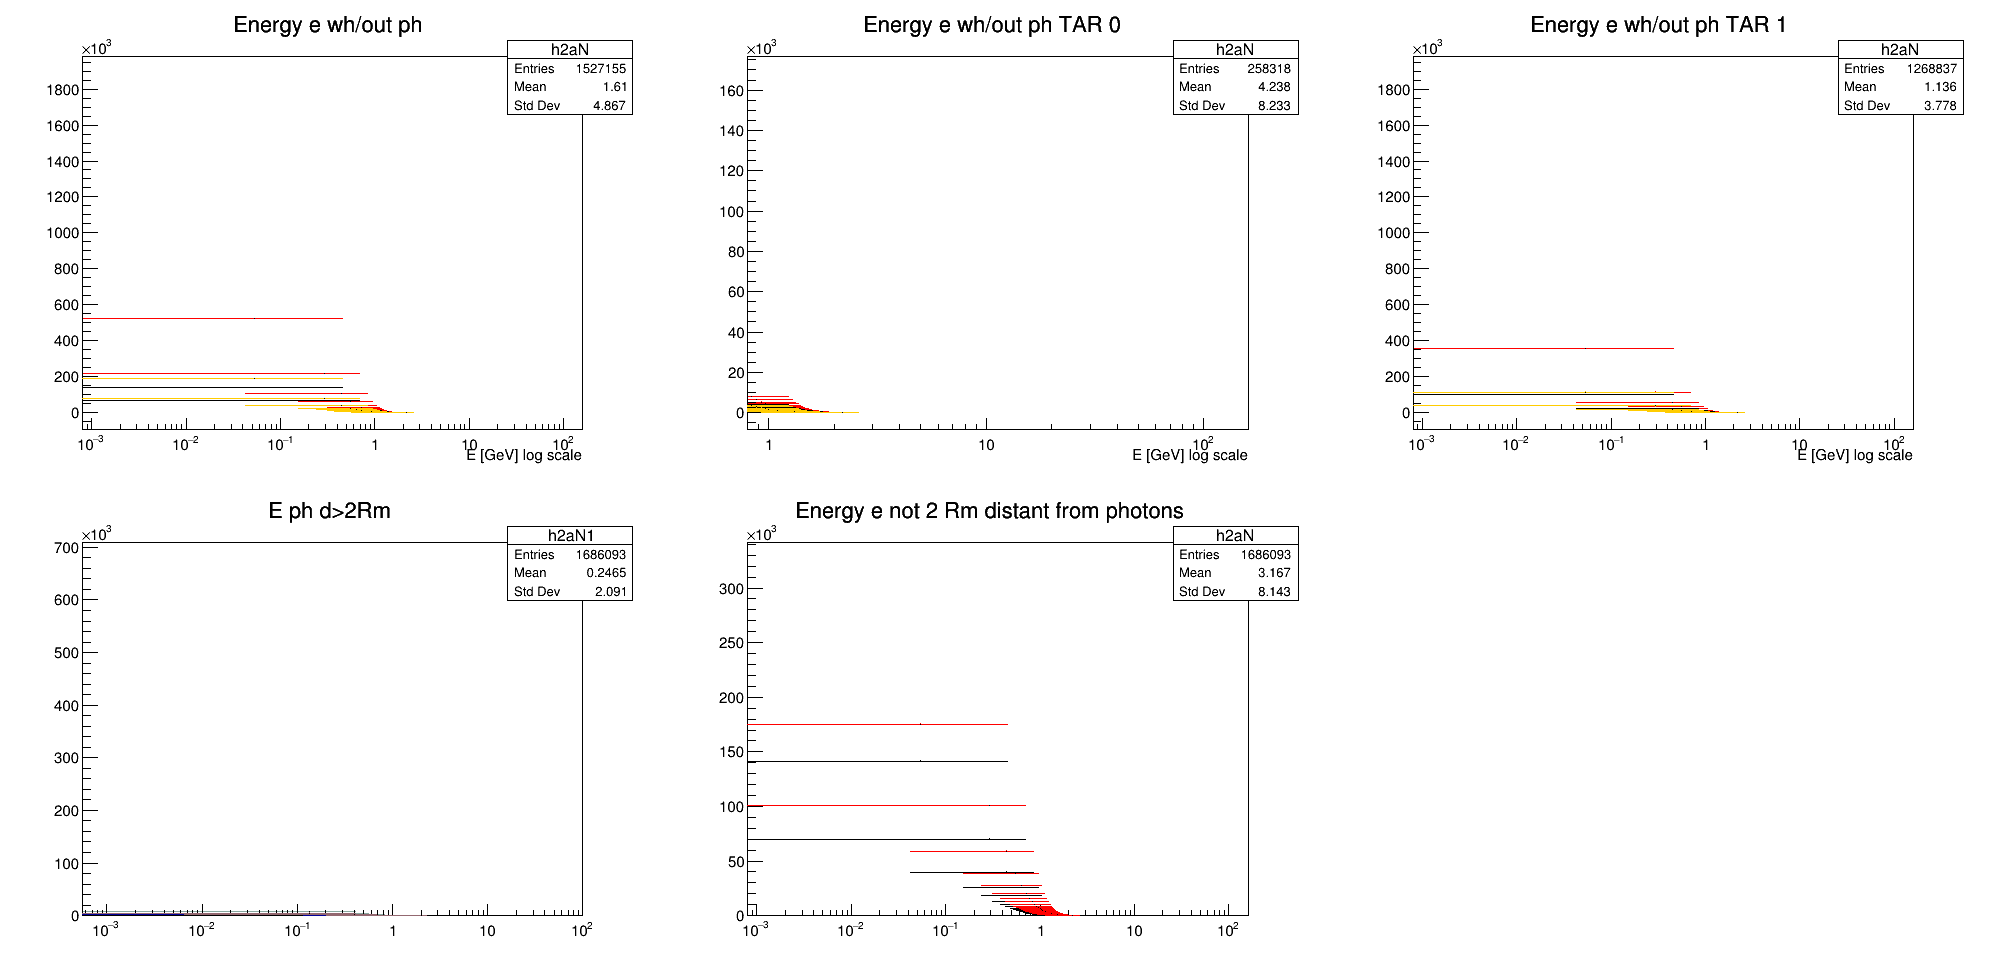 Energy e wh/out ph
×10³
h2aN
Entries 1527155
Mean 1.61
Std Dev 4.867
1800
1600
1400
1200
1000
800
600
400
200
0
10⁻³ 10⁻² 10⁻¹ 1 10 10²
E [GeV] log scale
Energy e wh/out ph TAR 0
×10³
h2aN
Entries 258318
Mean 4.238
Std Dev 8.233
160
140
120
100
80
60
40
20
0
1 10 10²
E [GeV] log scale
Energy e wh/out ph TAR 1
×10³
h2aN
Entries 1268837
Mean 1.136
Std Dev 3.778
1800
1600
1400
1200
1000
800
600
400
200
0
10⁻³ 10⁻² 10⁻¹ 1 10 10²
E [GeV] log scale
E ph d>2Rm
×10³
h2aN1
Entries 1686093
Mean 0.2465
Std Dev 2.091
700
600
500
400
300
200
100
0
10⁻³ 10⁻² 10⁻¹ 1 10 10²
Energy e not 2 Rm distant from photons
×10³
h2aN
Entries 1686093
Mean 3.167
Std Dev 8.143
300
250
200
150
100
50
0
10⁻³ 10⁻² 10⁻¹ 1 10 10²